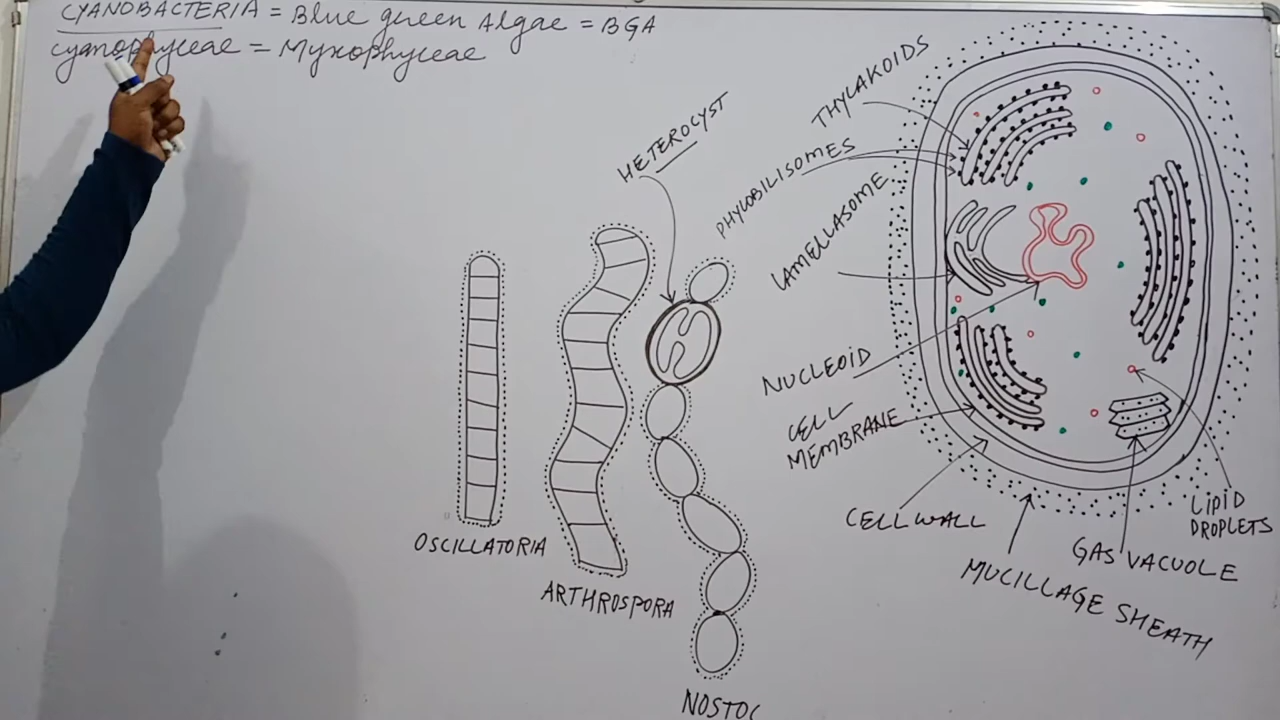 CYANOBACTERIA = Blue green Algae = BGA
cyanophyceae = Myxophyceae
HETEROCYST
THYLAKOIDS
PHYLOBILISOMES
LAMELLASOME
NUCLEOID
CELL
MEMBRANE
CELL WALL
MUCILLAGE SHEATH
GAS VACUOLE
LIPID
DROPLETS
OSCILLATORIA
ARTHROSPORA
NOSTOC